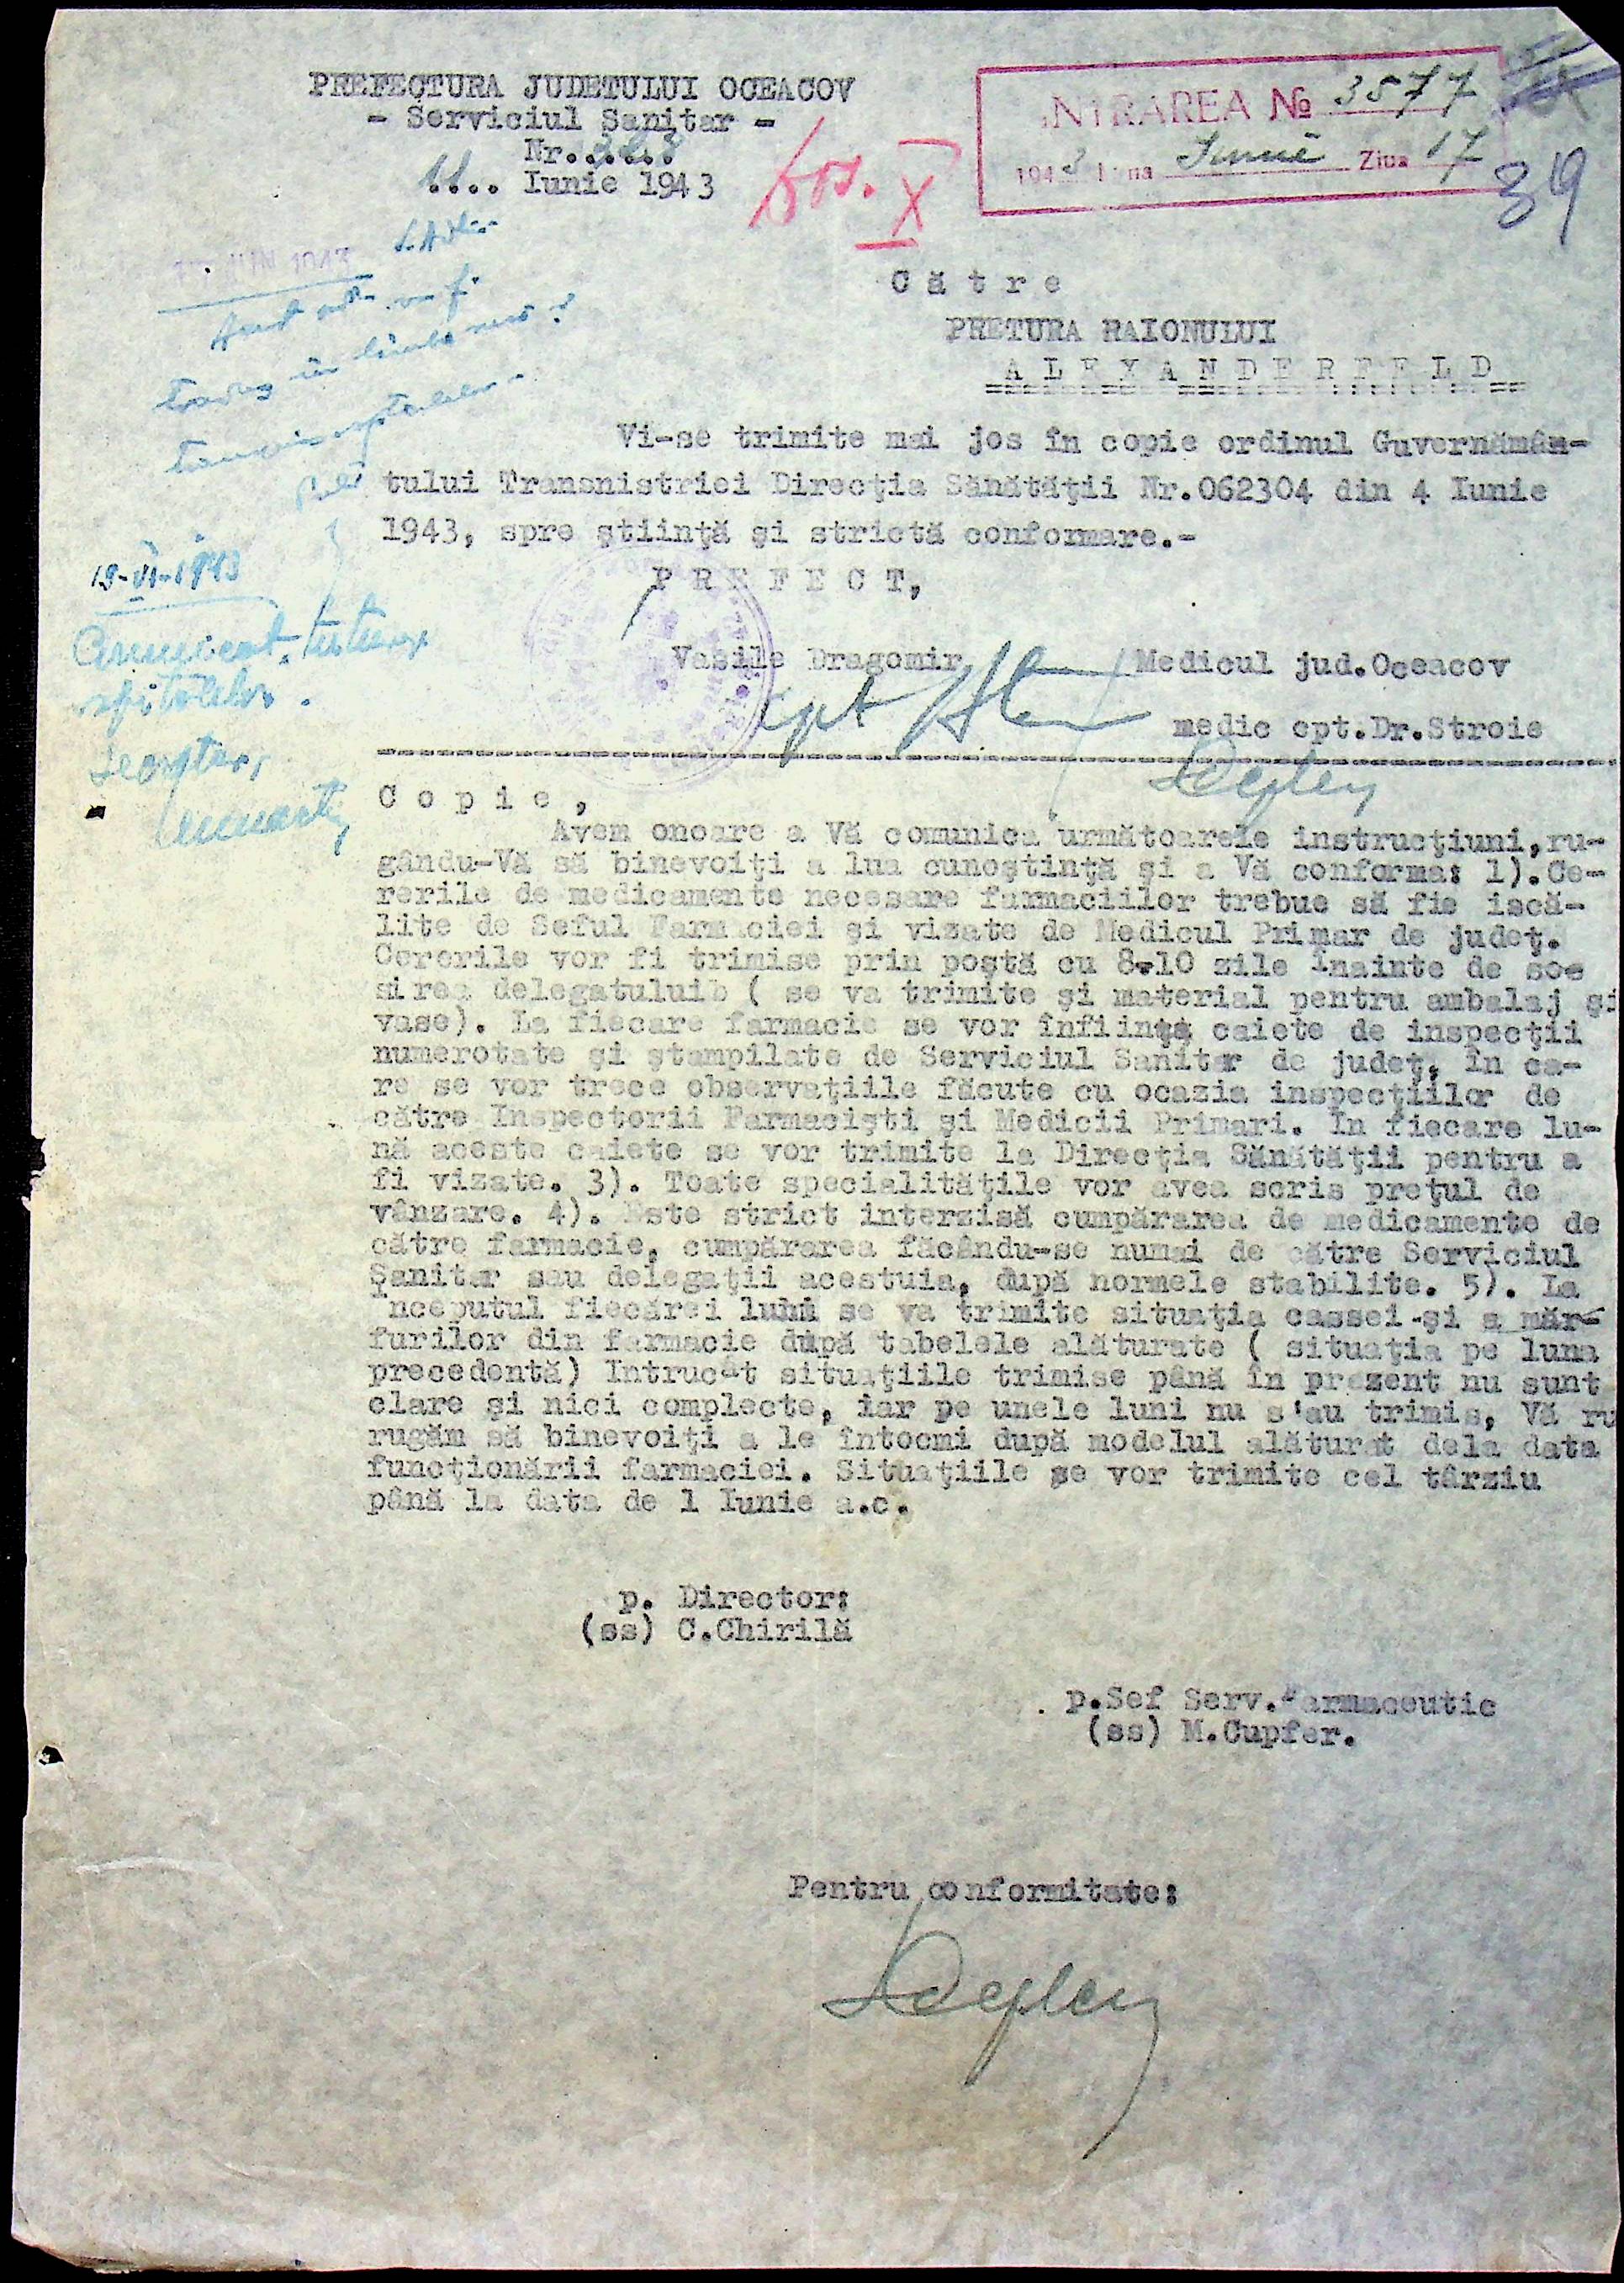 PREFECTURA JUDETULUI OCEACOV
- Serviciul Sanitar -
Nr.
11.. Iunie 1943
INTRAREA № 3577
1943 Luna Iunie Ziua 17
39
Dos. X
C ă t r e
PRETURA RAIONULUI
A L E X A N D E R F E L D
Vi-se trimite mai jos în copie ordinul Guvernămân-
tului Transnistriei Direcţia Sănătăţii Nr.062304 din 4 Iunie
1943, spre ştiinţă şi strictă conformare.-
P R E F E C T,
Vasile Dragomir
Medicul jud.Oceacov
medic cpt.Dr.Stroie
19-VI-1943
Comunicat tuturor
spitalelor.
C o p i e ,
Avem onoare a Vă comunica următoarele instrucţiuni,ru-
gându-Vă să binevoiţi a lua cunoştinţă şi a Vă conforma: 1).Ce-
rerile de medicamente necesare farmaciilor trebue să fie iscă-
lite de Seful Farmaciei şi vizate de Medicul Primar de judeţ.
Cererile vor fi trimise prin poştă cu 8-10 zile înainte de soe
sirea delegatuluib ( se va trimite şi material pentru ambalaj şi
vase). La fiecare farmacie se vor înfiinţa caiete de inspecţii
numerotate şi ştampilate de Serviciul Sanitar de judeţ, în ca-
re se vor trece observaţiile făcute cu ocazia inspecţiilor de
către Inspectorii Farmacişti şi Medicii Primari. In fiecare lu-
nă aceste caiete se vor trimite la Direcţia Sănătăţii pentru a
fi vizate. 3). Toate specialităţile vor avea scris preţul de
vânzare. 4). Este strict interzisă cumpărarea de medicamente de
către farmacie, cumpărarea făcându-se numai de către Serviciul
Sanitar sau delegaţii acestuia, după normele stabilite. 5). La
nceputul fiecărei luni se va trimite situaţia cassei şi a măr-
furilor din farmacie după tabelele alăturate ( situaţia pe luna
precedentă) Intrucât situaţiile trimise până în prezent nu sunt
clare şi nici complecte, iar pe unele luni nu s'au trimis, Vă ru
rugăm să binevoiţi a le întocmi după modelul alăturat dela data
funcţionării farmaciei. Situaţiile se vor trimite cel târziu
până la data de 1 Iunie a.c.
p. Director:
(ss) C.Chirilă
p.Sef Serv.Farmaceutic
(ss) M.Cupfer.
Pentru conformitate: